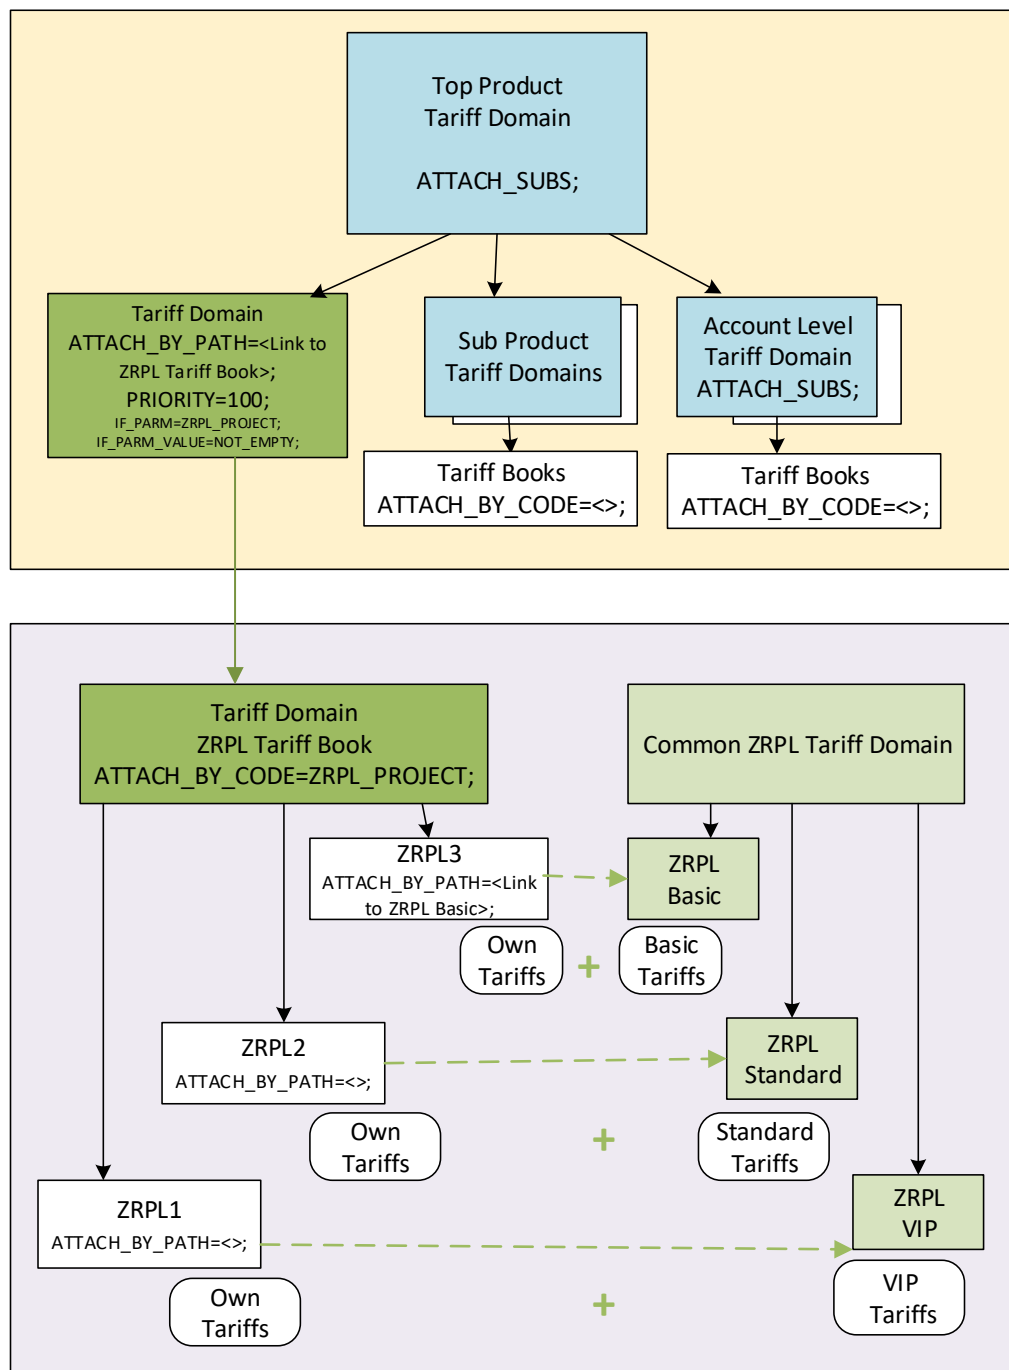 Top Product
Tariff Domain
ATTACH_SUBS;
Tariff Domain
ATTACH_BY_PATH=<Link to
ZRPL Tariff Book>;
PRIORITY=100;
IF_PARM=ZRPL_PROJECT;
IF_PARM_VALUE=NOT_EMPTY;
Sub Product
Tariff Domains
Account Level
Tariff Domain
ATTACH_SUBS;
Tariff Books
ATTACH_BY_CODE=<>;
Tariff Books
ATTACH_BY_CODE=<>;
Tariff Domain
ZRPL Tariff Book
ATTACH_BY_CODE=ZRPL_PROJECT;
Common ZRPL Tariff Domain
ZRPL3
ATTACH_BY_PATH=<Link
to ZRPL Basic>;
ZRPL
Basic
Own
Tariffs
+
Basic
Tariffs
ZRPL2
ATTACH_BY_PATH=<>;
ZRPL
Standard
Own
Tariffs
+
Standard
Tariffs
ZRPL1
ATTACH_BY_PATH=<>;
ZRPL
VIP
Own
Tariffs
+
VIP
Tariffs